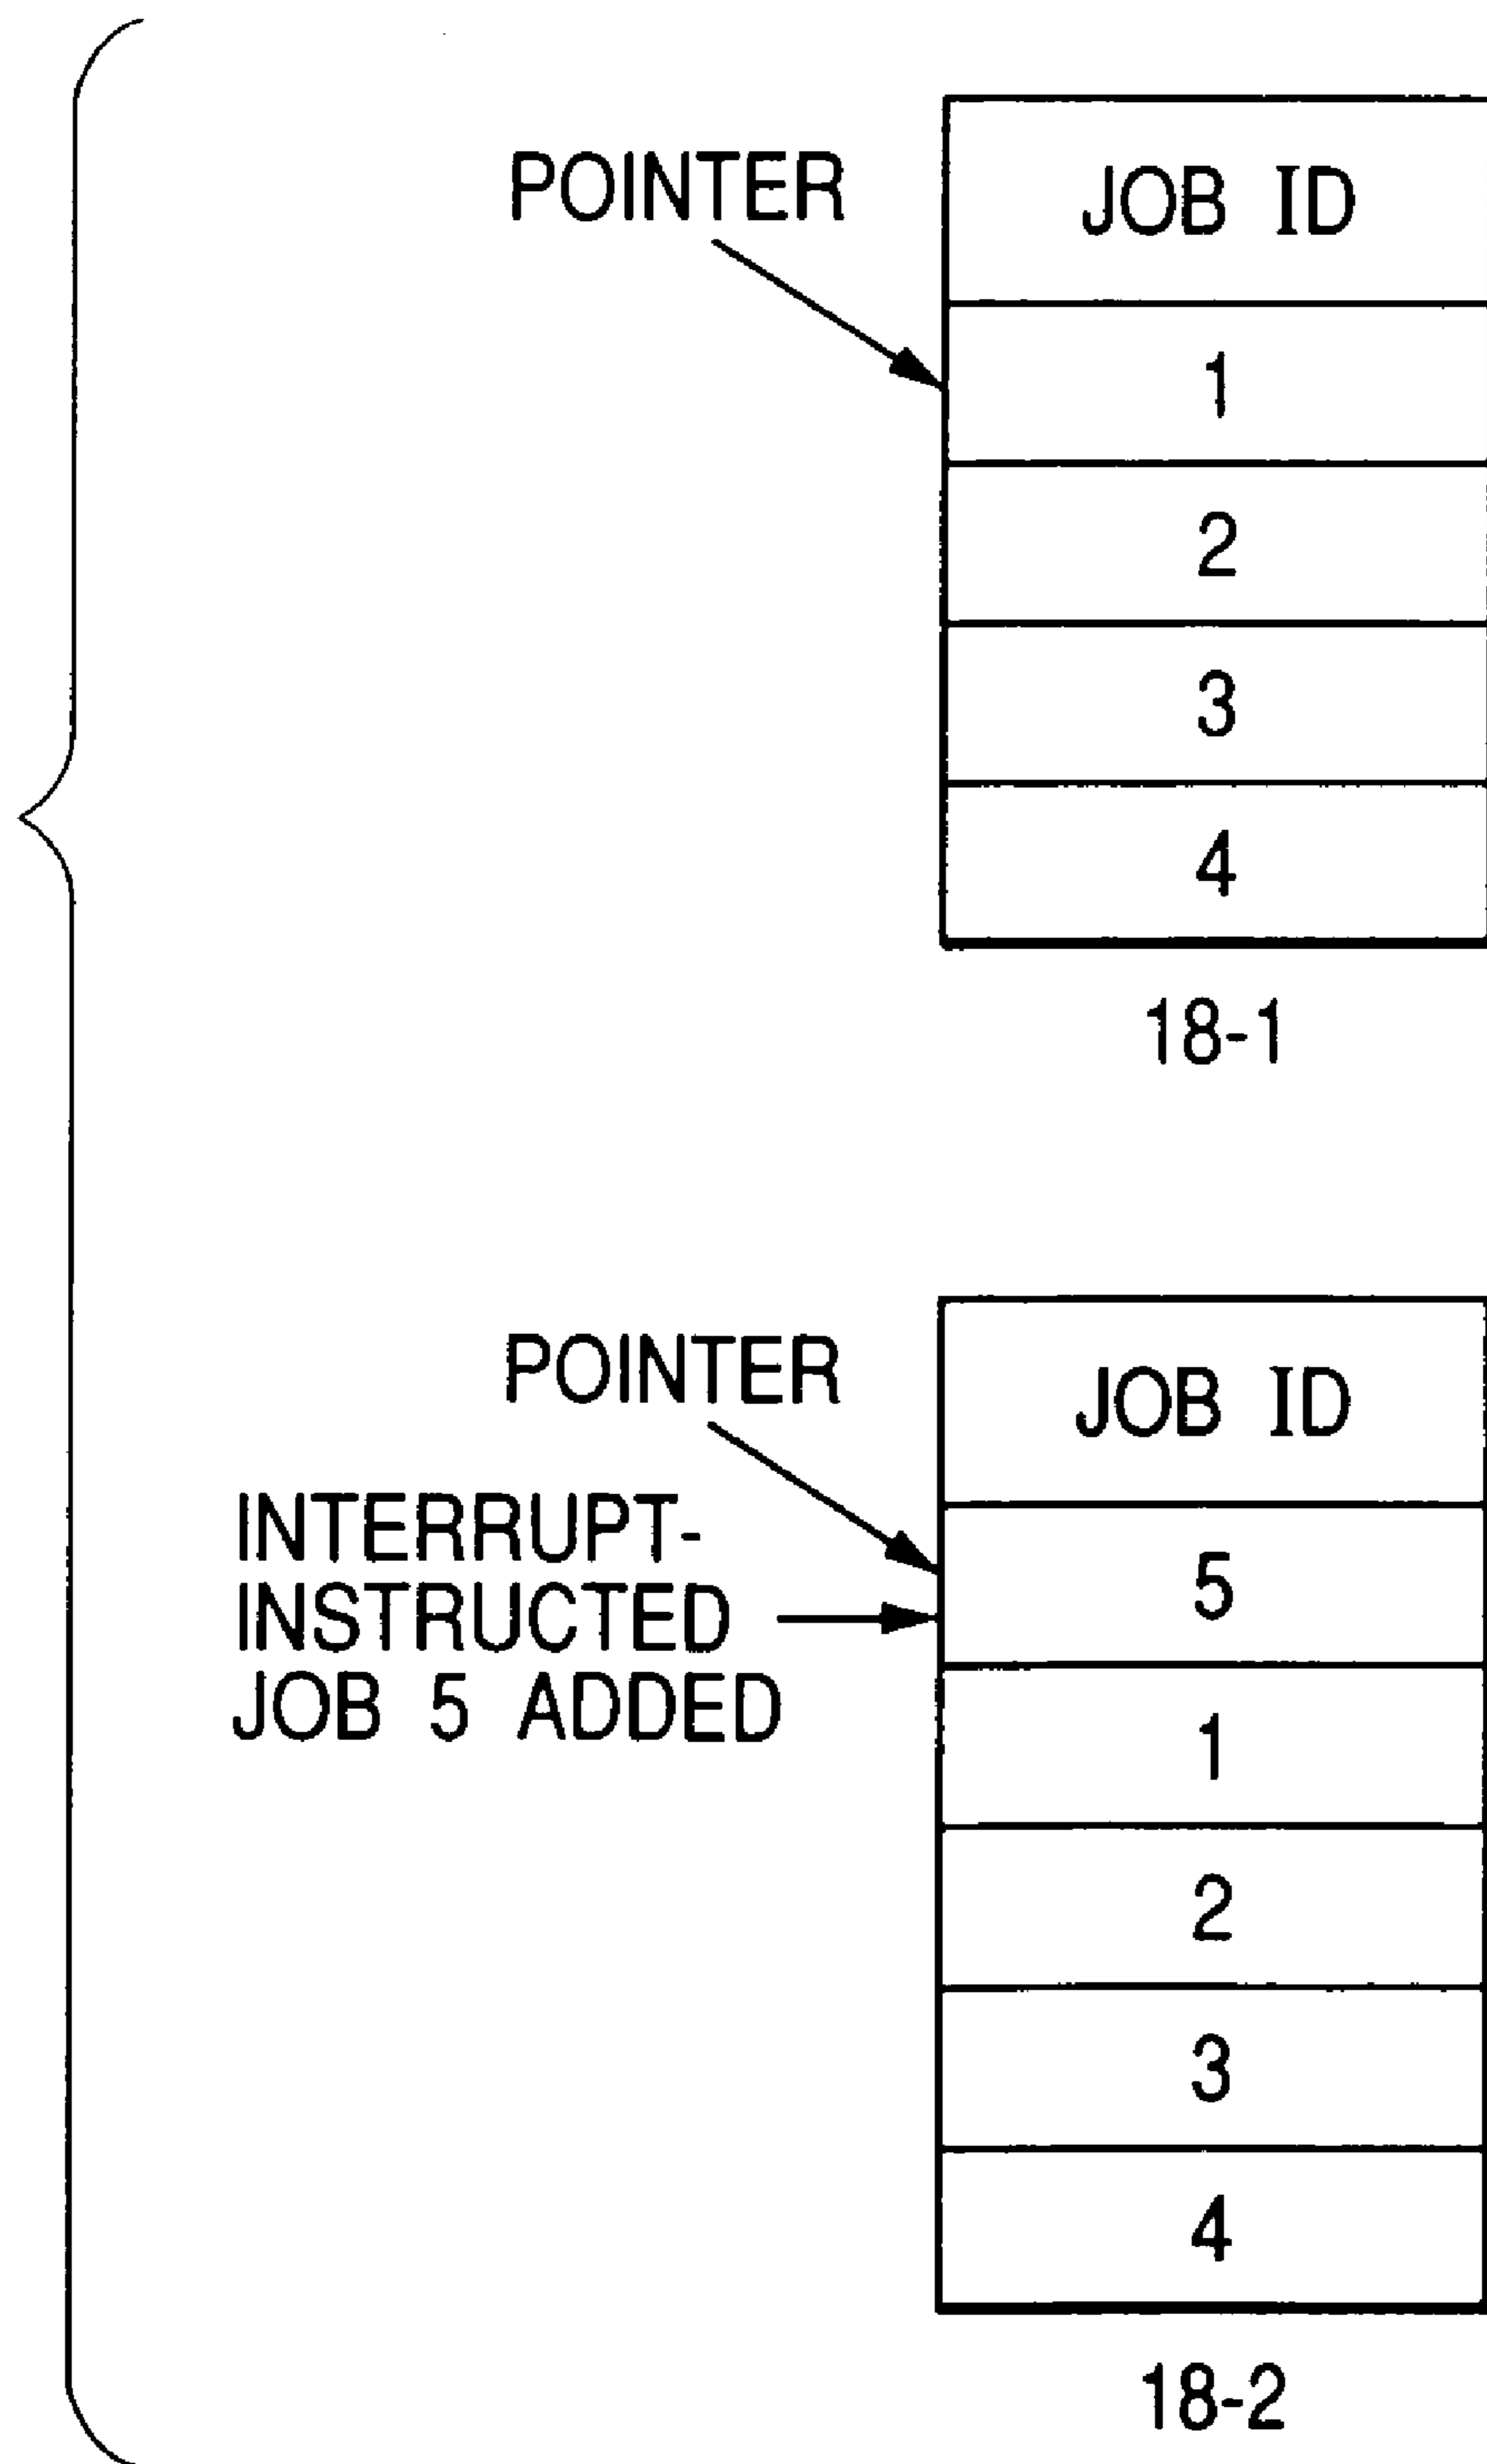 POINTER
JOB ID
1
2
3
4
18-1
POINTER
JOB ID
INTERRUPT-
INSTRUCTED
JOB 5 ADDED
5
1
2
3
4
18-2